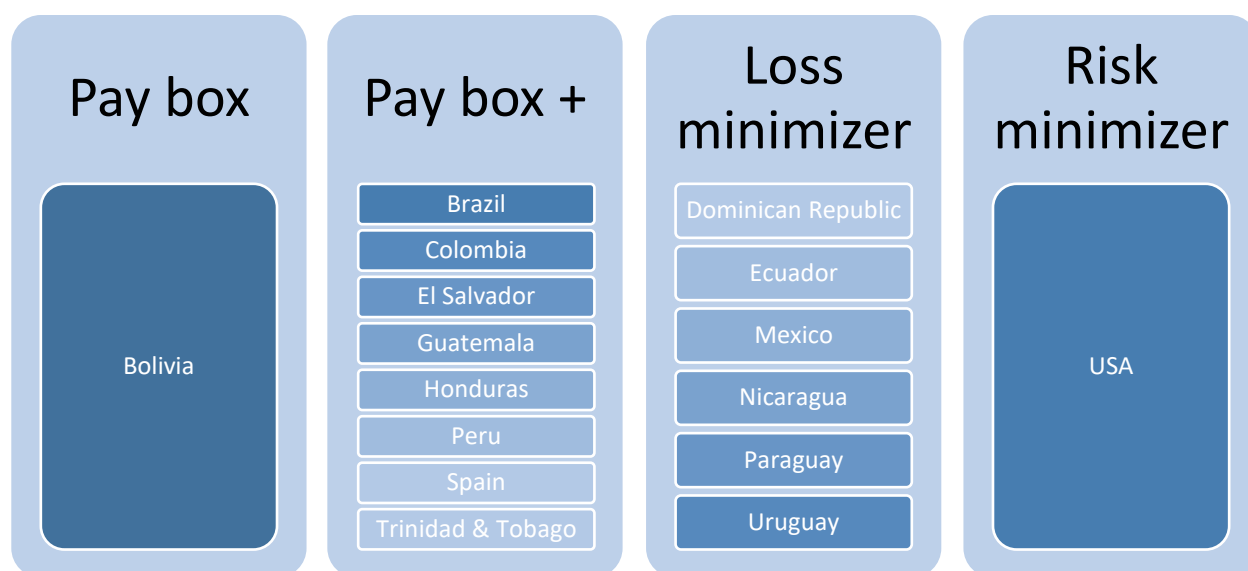 Pay box
Bolivia
Pay box +
Brazil
Colombia
El Salvador
Guatemala
Honduras
Peru
Spain
Trinidad & Tobago
Loss
minimizer
Dominican Republic
Ecuador
Mexico
Nicaragua
Paraguay
Uruguay
Risk
minimizer
USA